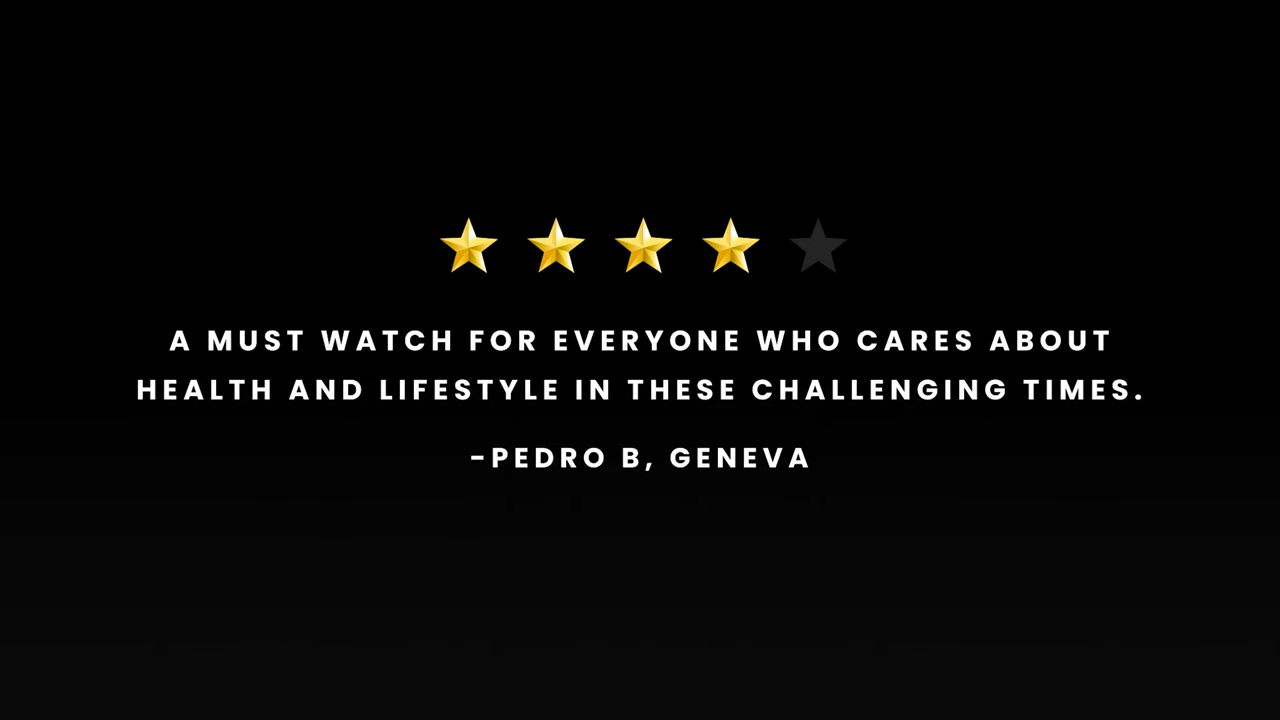 A MUST WATCH FOR EVERYONE WHO CARES ABOUT
HEALTH AND LIFESTYLE IN THESE CHALLENGING TIMES.
-PEDRO B, GENEVA